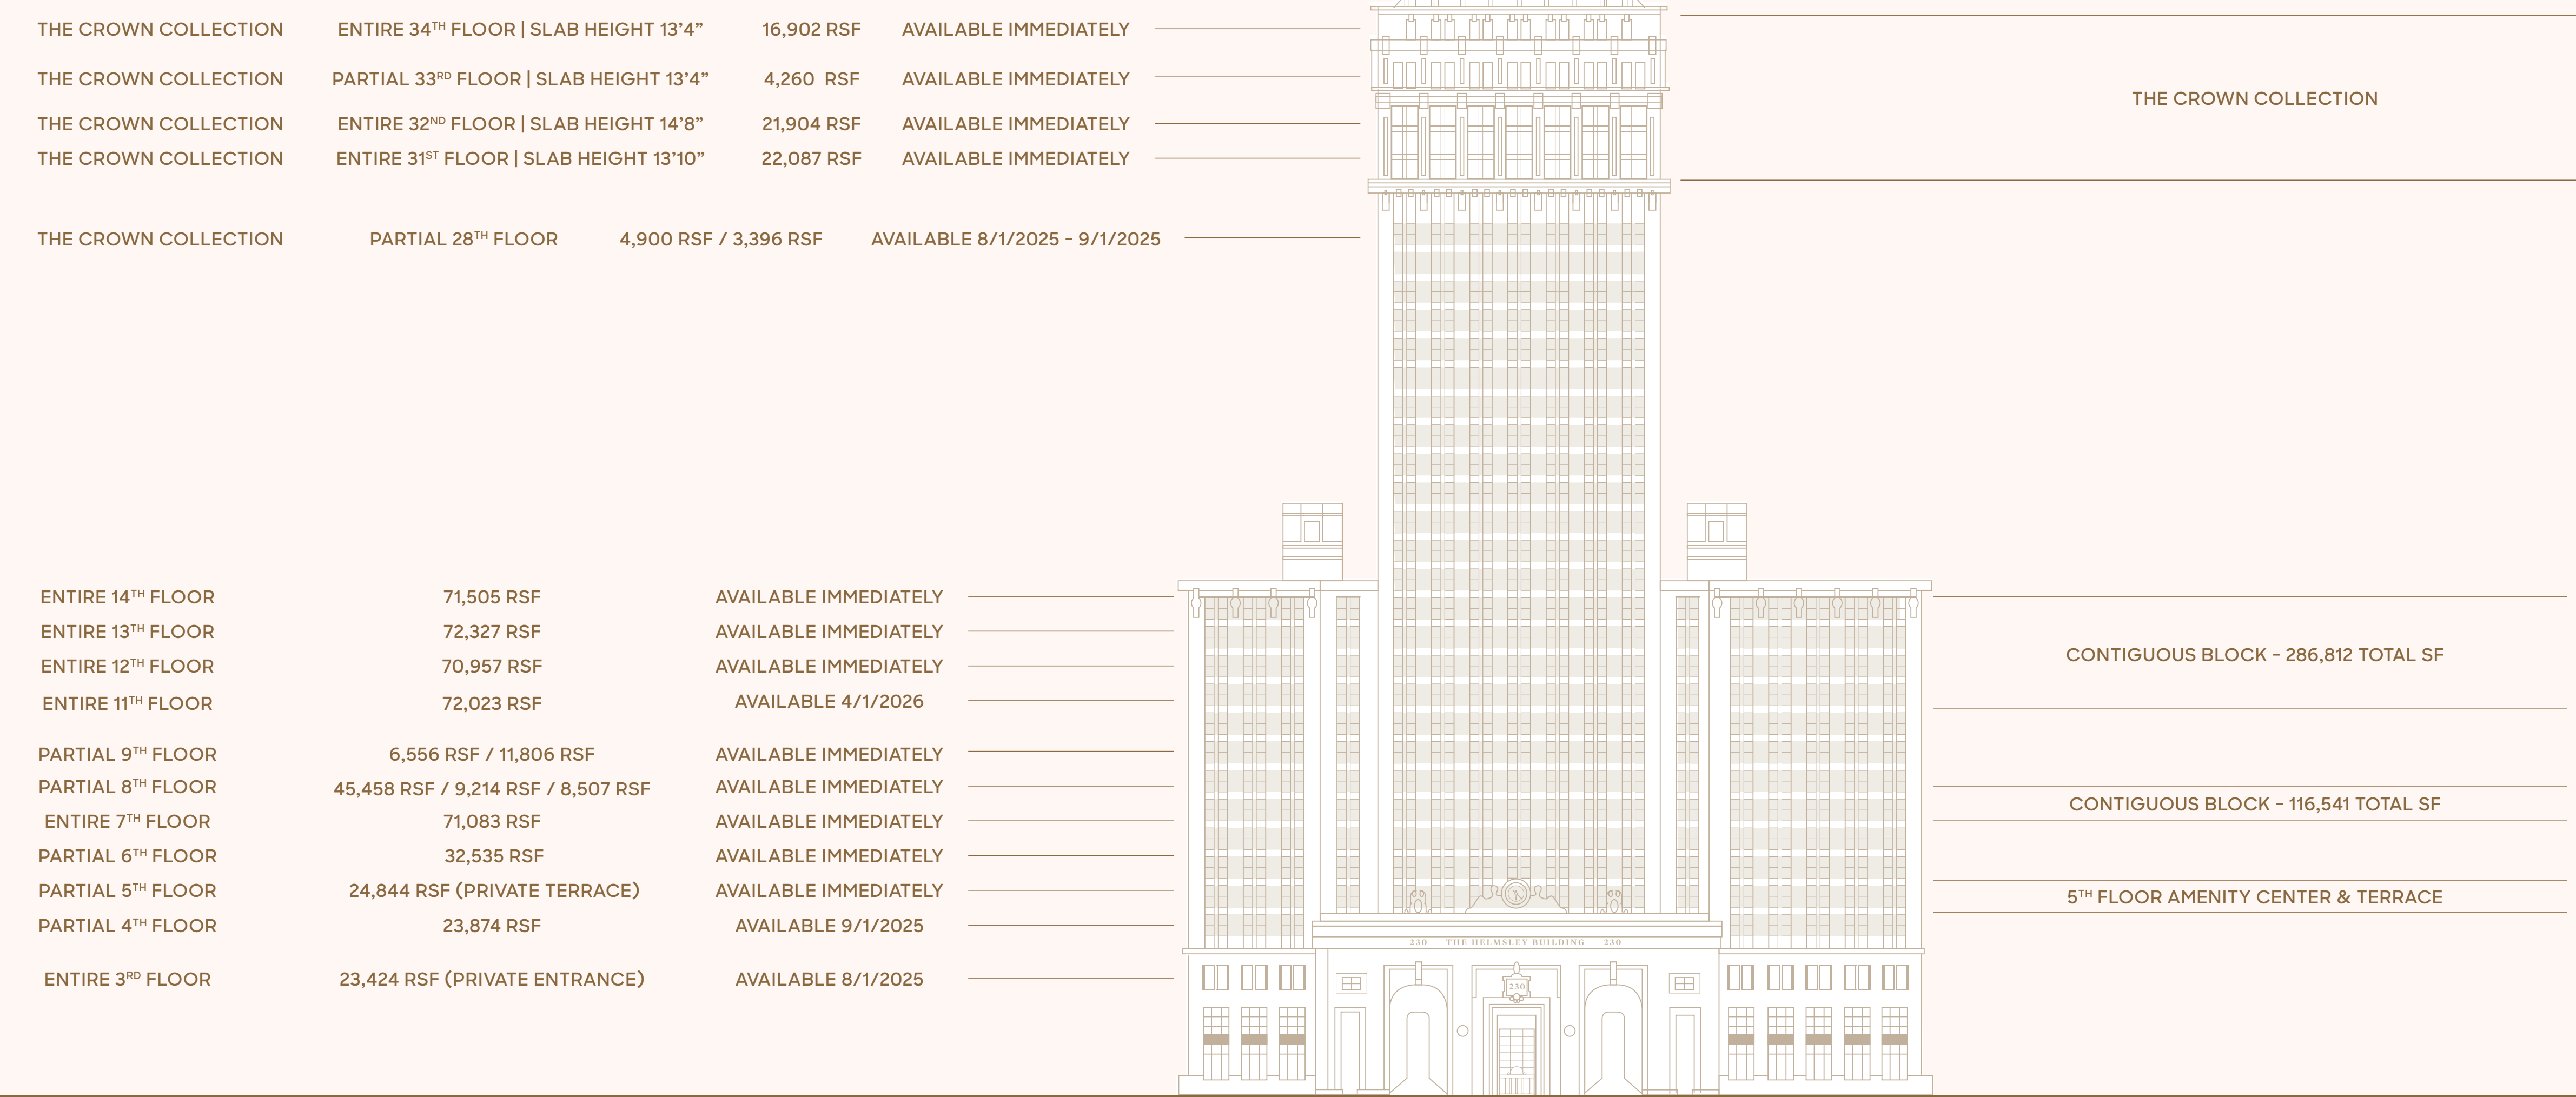 THE CROWN COLLECTION ENTIRE 34TH FLOOR | SLAB HEIGHT 13’4” 16,902 RSF AVAILABLE IMMEDIATELY
THE CROWN COLLECTION PARTIAL 33RD FLOOR | SLAB HEIGHT 13’4” 4,260 RSF AVAILABLE IMMEDIATELY
THE CROWN COLLECTION
THE CROWN COLLECTION ENTIRE 32ND FLOOR | SLAB HEIGHT 14’8” 21,904 RSF AVAILABLE IMMEDIATELY
THE CROWN COLLECTION ENTIRE 31ST FLOOR | SLAB HEIGHT 13’10” 22,087 RSF AVAILABLE IMMEDIATELY
THE CROWN COLLECTION PARTIAL 28TH FLOOR 4,900 RSF / 3,396 RSF AVAILABLE 8/1/2025 - 9/1/2025
ENTIRE 14TH FLOOR 71,505 RSF AVAILABLE IMMEDIATELY
ENTIRE 13TH FLOOR 72,327 RSF AVAILABLE IMMEDIATELY
CONTIGUOUS BLOCK - 286,812 TOTAL SF
ENTIRE 12TH FLOOR 70,957 RSF AVAILABLE IMMEDIATELY
ENTIRE 11TH FLOOR 72,023 RSF AVAILABLE 4/1/2026
PARTIAL 9TH FLOOR 6,556 RSF / 11,806 RSF AVAILABLE IMMEDIATELY
PARTIAL 8TH FLOOR 45,458 RSF / 9,214 RSF / 8,507 RSF AVAILABLE IMMEDIATELY
CONTIGUOUS BLOCK - 116,541 TOTAL SF
ENTIRE 7TH FLOOR 71,083 RSF AVAILABLE IMMEDIATELY
PARTIAL 6TH FLOOR 32,535 RSF AVAILABLE IMMEDIATELY
PARTIAL 5TH FLOOR 24,844 RSF (PRIVATE TERRACE) AVAILABLE IMMEDIATELY
5TH FLOOR AMENITY CENTER & TERRACE
PARTIAL 4TH FLOOR 23,874 RSF AVAILABLE 9/1/2025
230 THE HELMSLEY BUILDING 230
ENTIRE 3RD FLOOR 23,424 RSF (PRIVATE ENTRANCE) AVAILABLE 8/1/2025
230